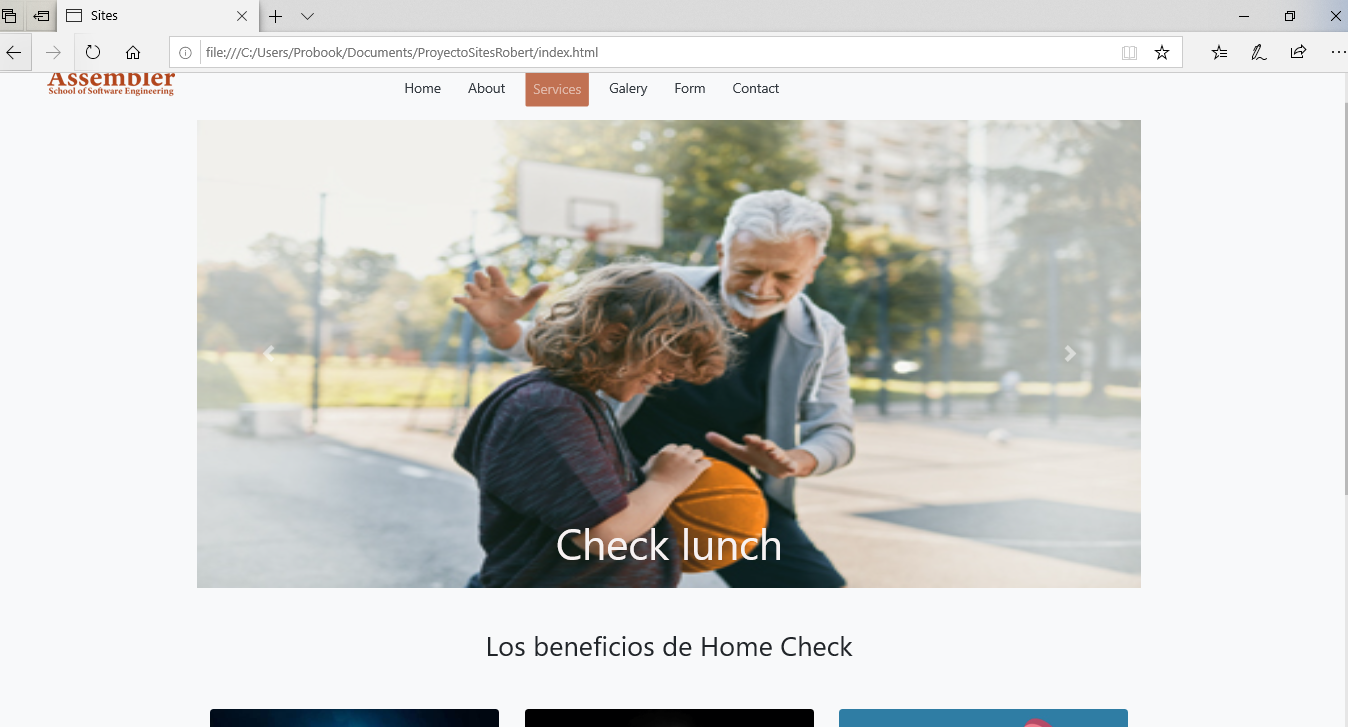 Sites
file:///C:/Users/Probook/Documents/ProyectoSitesRobert/index.html
Assembler
School of Software Engineering
Home About Services Galery Form Contact
Check lunch
Los beneficios de Home Check